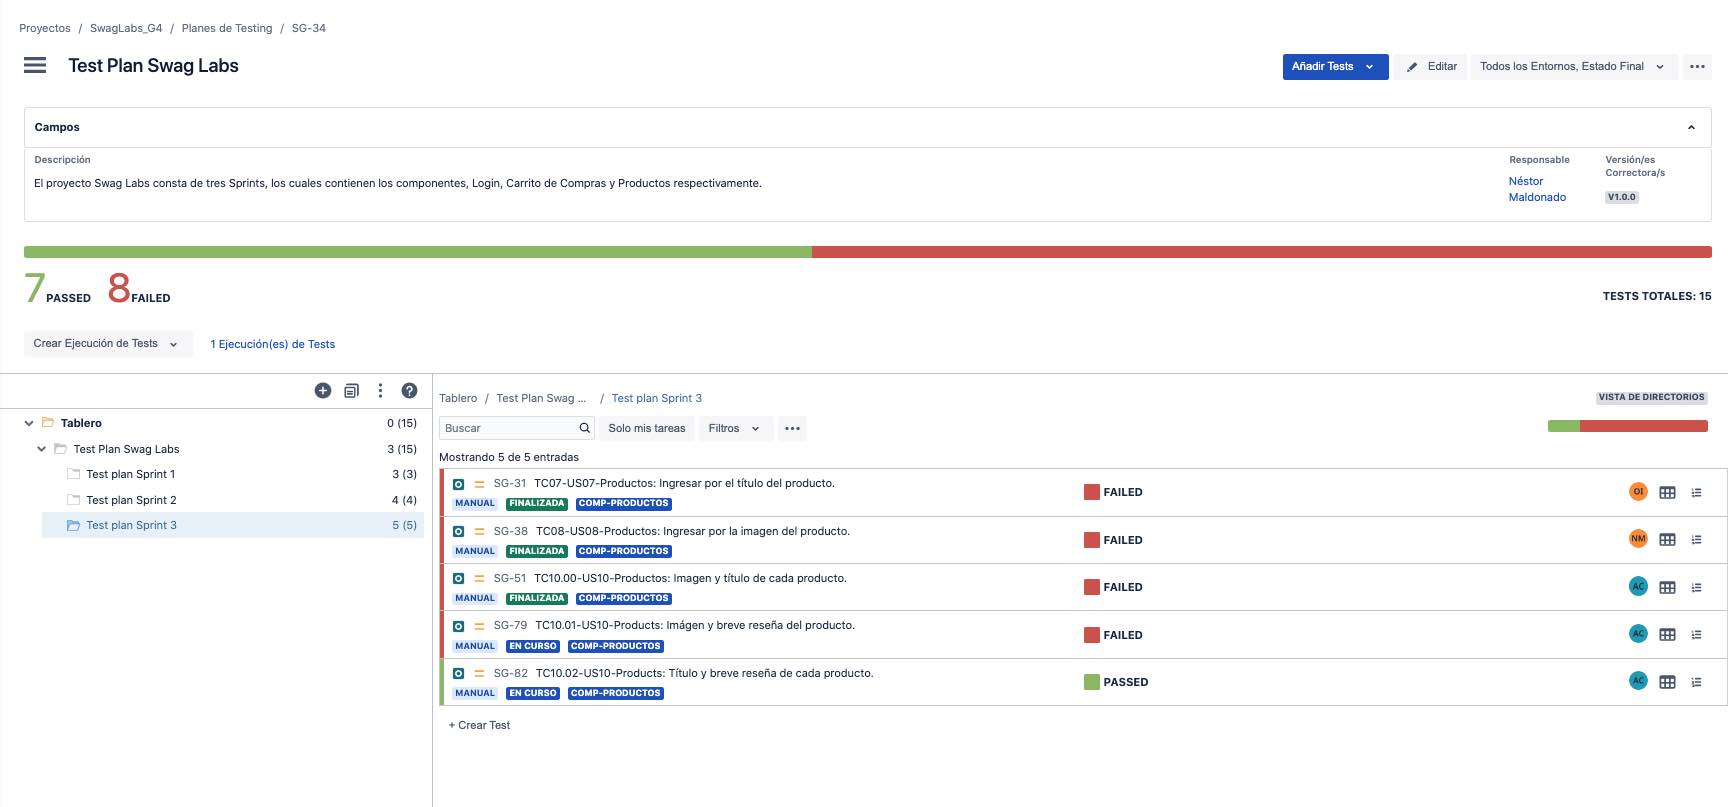 Proyectos / SwagLabs_G4 / Planes de Testing / SG-34
Test Plan Swag Labs
Añadir Tests
Editar
Todos los Entornos, Estado Final
Campos
Descripción
El proyecto Swag Labs consta de tres Sprints, los cuales contienen los componentes, Login, Carrito de Compras y Productos respectivamente.
Responsable
Néstor
Maldonado
Versión/es
Correctora/s
V1.0.0
7 PASSED 8 FAILED
TESTS TOTALES: 15
Crear Ejecución de Tests
1 Ejecución(es) de Tests
Tablero 0 (15)
Test Plan Swag Labs 3 (15)
Test plan Sprint 1 3 (3)
Test plan Sprint 2 4 (4)
Test plan Sprint 3 5 (5)
Tablero / Test Plan Swag ... / Test plan Sprint 3
VISTA DE DIRECTORIOS
Buscar
Solo mis tareas
Filtros
Mostrando 5 de 5 entradas
SG-31 TC07-US07-Productos: Ingresar por el título del producto.
MANUAL FINALIZADA COMP-PRODUCTOS
FAILED
OI
SG-38 TC08-US08-Productos: Ingresar por la imagen del producto.
MANUAL FINALIZADA COMP-PRODUCTOS
FAILED
NM
SG-51 TC10.00-US10-Productos: Imagen y título de cada producto.
MANUAL FINALIZADA COMP-PRODUCTOS
FAILED
AC
SG-79 TC10.01-US10-Products: Imágen y breve reseña del producto.
MANUAL EN CURSO COMP-PRODUCTOS
FAILED
AC
SG-82 TC10.02-US10-Products: Título y breve reseña de cada producto.
MANUAL EN CURSO COMP-PRODUCTOS
PASSED
AC
+ Crear Test